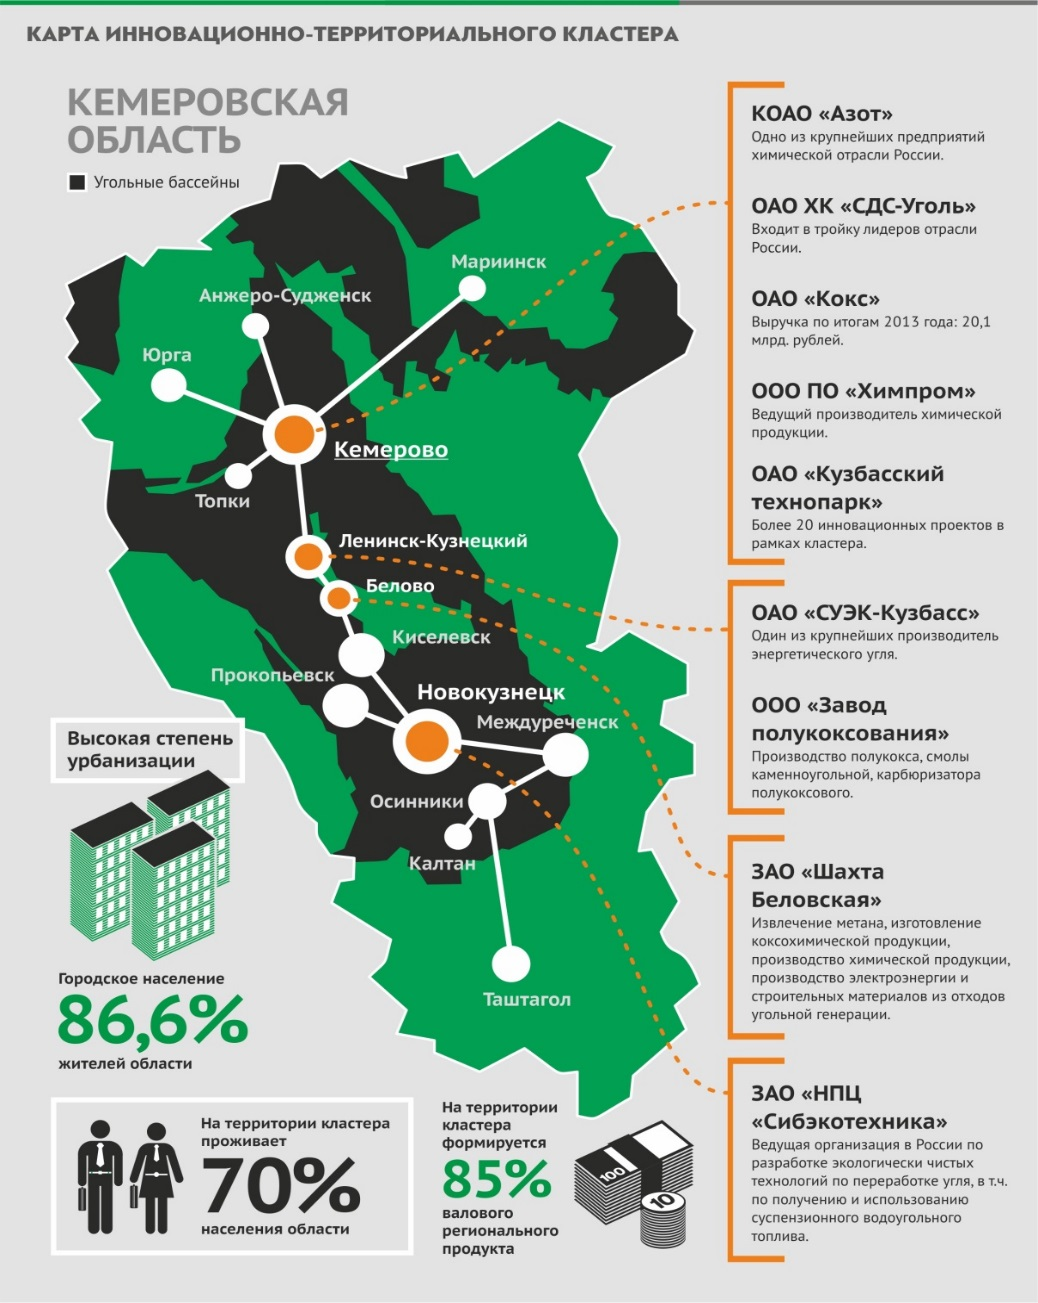 КАРТА ИННОВАЦИОННО-ТЕРРИТОРИАЛЬНОГО КЛАСТЕРА
КЕМЕРОВСКАЯ
ОБЛАСТЬ
Угольные бассейны
Мариинск
Анжеро-Судженск
Юрга
Кемерово
Топки
Ленинск-Кузнецкий
Белово
Киселевск
Прокопьевск
Новокузнецк
Междуреченск
Осинники
Калтан
Таштагол
Высокая степень
урбанизации
Городское население
86,6%
жителей области
На территории кластера
проживает
70%
населения области
На территории
кластера
формируется
85%
валового
регионального
продукта
100
10
КОАО «Азот»
Одно из крупнейших предприятий
химической отрасли России.
ОАО ХК «СДС-Уголь»
Входит в тройку лидеров отрасли
России.
ОАО «Кокс»
Выручка по итогам 2013 года: 20,1
млрд. рублей.
ООО ПО «Химпром»
Ведущий производитель химической
продукции.
ОАО «Кузбасский
технопарк»
Более 20 инновационных проектов в
рамках кластера.
ОАО «СУЭК-Кузбасс»
Один из крупнейших производитель
энергетического угля.
ООО «Завод
полукоксования»
Производство полукокса, смолы
каменноугольной, карбюризатора
полукоксового.
ЗАО «Шахта
Беловская»
Извлечение метана, изготовление
коксохимической продукции,
производство химической продукции,
производство электроэнергии и
строительных материалов из отходов
угольной генерации.
ЗАО «НПЦ
«Сибэкотехника»
Ведущая организация в России по
разработке экологически чистых
технологий по переработке угля, в т.ч.
по получению и использованию
суспензионного водоугольного
топлива.